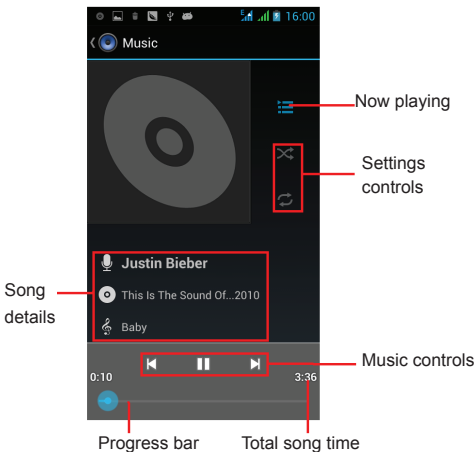 E
16:00
Music
Now playing
Settings
controls
Justin Bieber
This Is The Sound Of...2010
Baby
Song
details
Music controls
0:10
3:36
Progress bar
Total song time